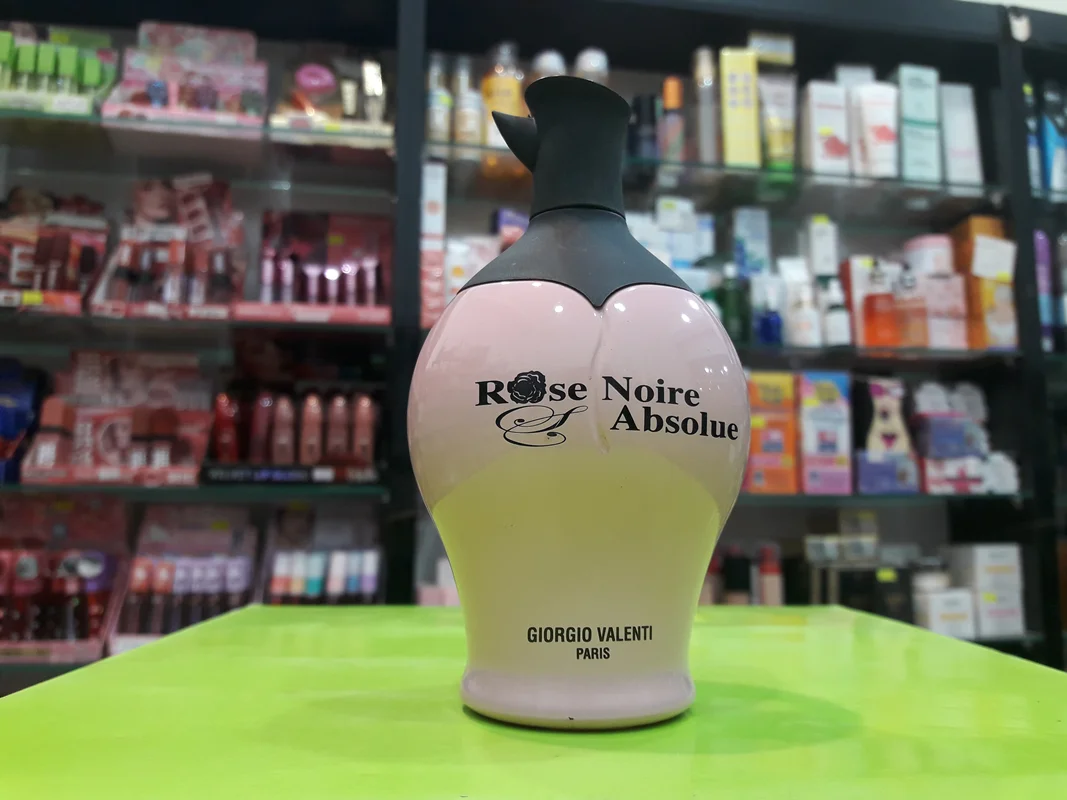 Rose Noire
Absolue
GIORGIO VALENTI
PARIS